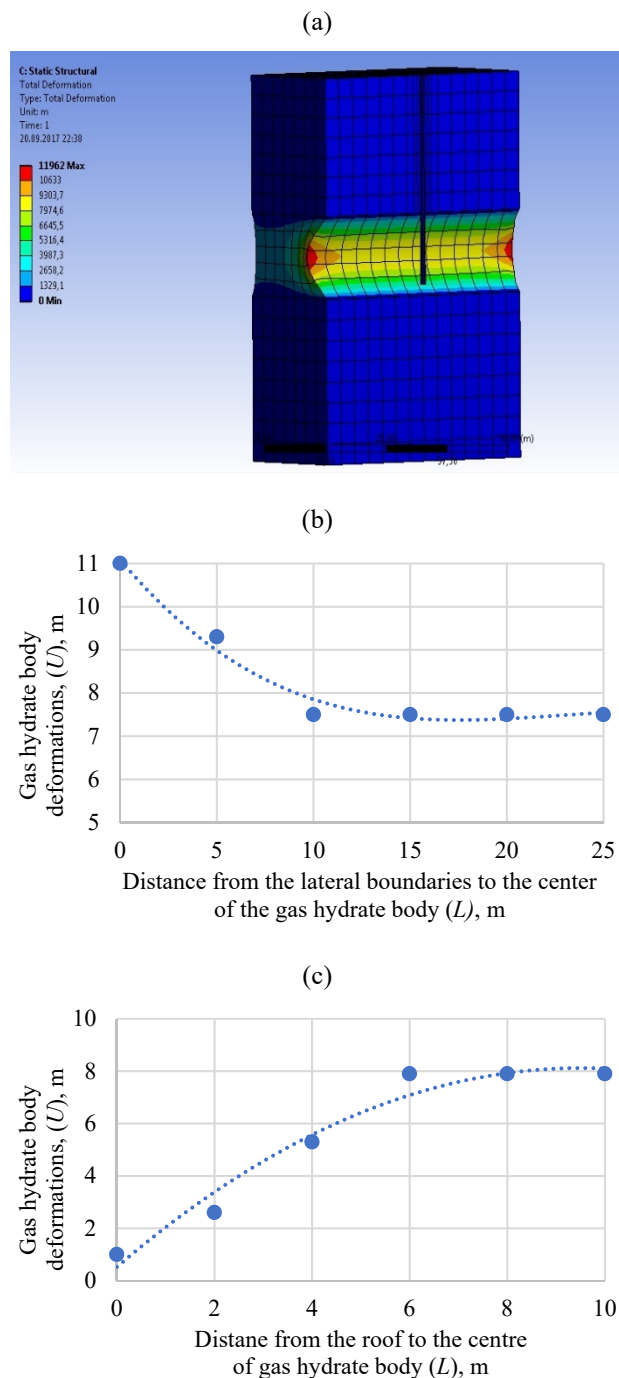 (a)
C: Static Structural
Total Deformation
Type: Total Deformation
Unit: m
Time: 1
20.09.2017 22:38
11962 Max
10633
9303,7
7974,6
6645,5
5316,4
3987,3
2658,2
1329,1
0 Min
(m)
(b)
Gas hydrate body
deformations, (U), m
11
10
9
8
7
6
5
0 5 10 15 20 25
Distance from the lateral boundaries to the center
of the gas hydrate body (L), m
(c)
Gas hydrate body
deformations, (U), m
10
8
6
4
2
0
0 2 4 6 8 10
Distane from the roof to the centre
of gas hydrate body (L), m